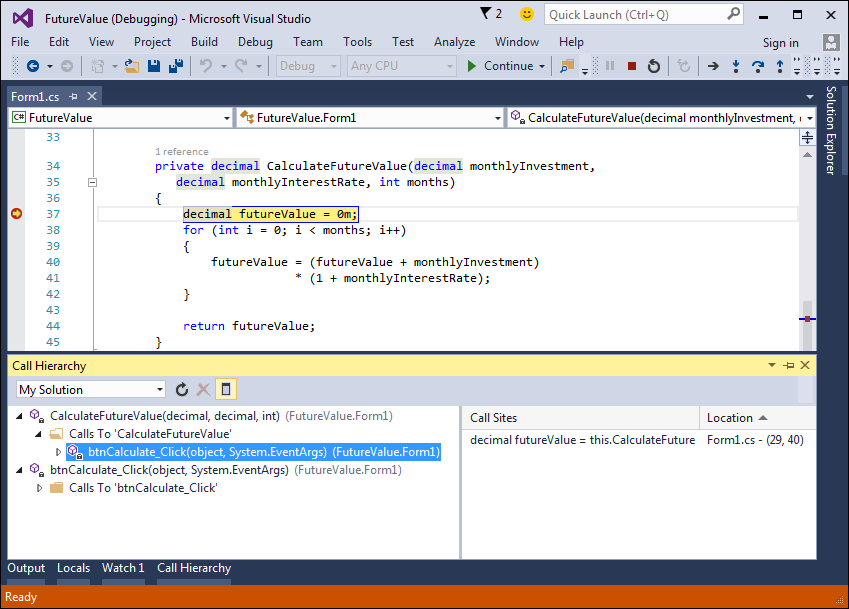 FutureValue (Debugging) - Microsoft Visual Studio
2
Quick Launch (Ctrl+Q)
File Edit View Project Build Debug Team Tools Test Analyze Window Help
Sign in
Debug Any CPU Continue
Form1.cs
Solution Explorer
C# FutureValue FutureValue.Form1 CalculateFutureValue(decimal monthlyInvestment,
33
1 reference
34 private decimal CalculateFutureValue(decimal monthlyInvestment,
35 decimal monthlyInterestRate, int months)
36 {
37 decimal futureValue = 0m;
38 for (int i = 0; i < months; i++)
39 {
40 futureValue = (futureValue + monthlyInvestment)
41 * (1 + monthlyInterestRate);
42 }
43
44 return futureValue;
45 }
Call Hierarchy
My Solution
CalculateFutureValue(decimal, decimal, int) (FutureValue.Form1)
Calls To 'CalculateFutureValue'
btnCalculate_Click(object, System.EventArgs) (FutureValue.Form1)
btnCalculate_Click(object, System.EventArgs) (FutureValue.Form1)
Calls To 'btnCalculate_Click'
Call Sites Location
decimal futureValue = this.CalculateFuture Form1.cs - (29, 40)
Output Locals Watch 1 Call Hierarchy
Ready